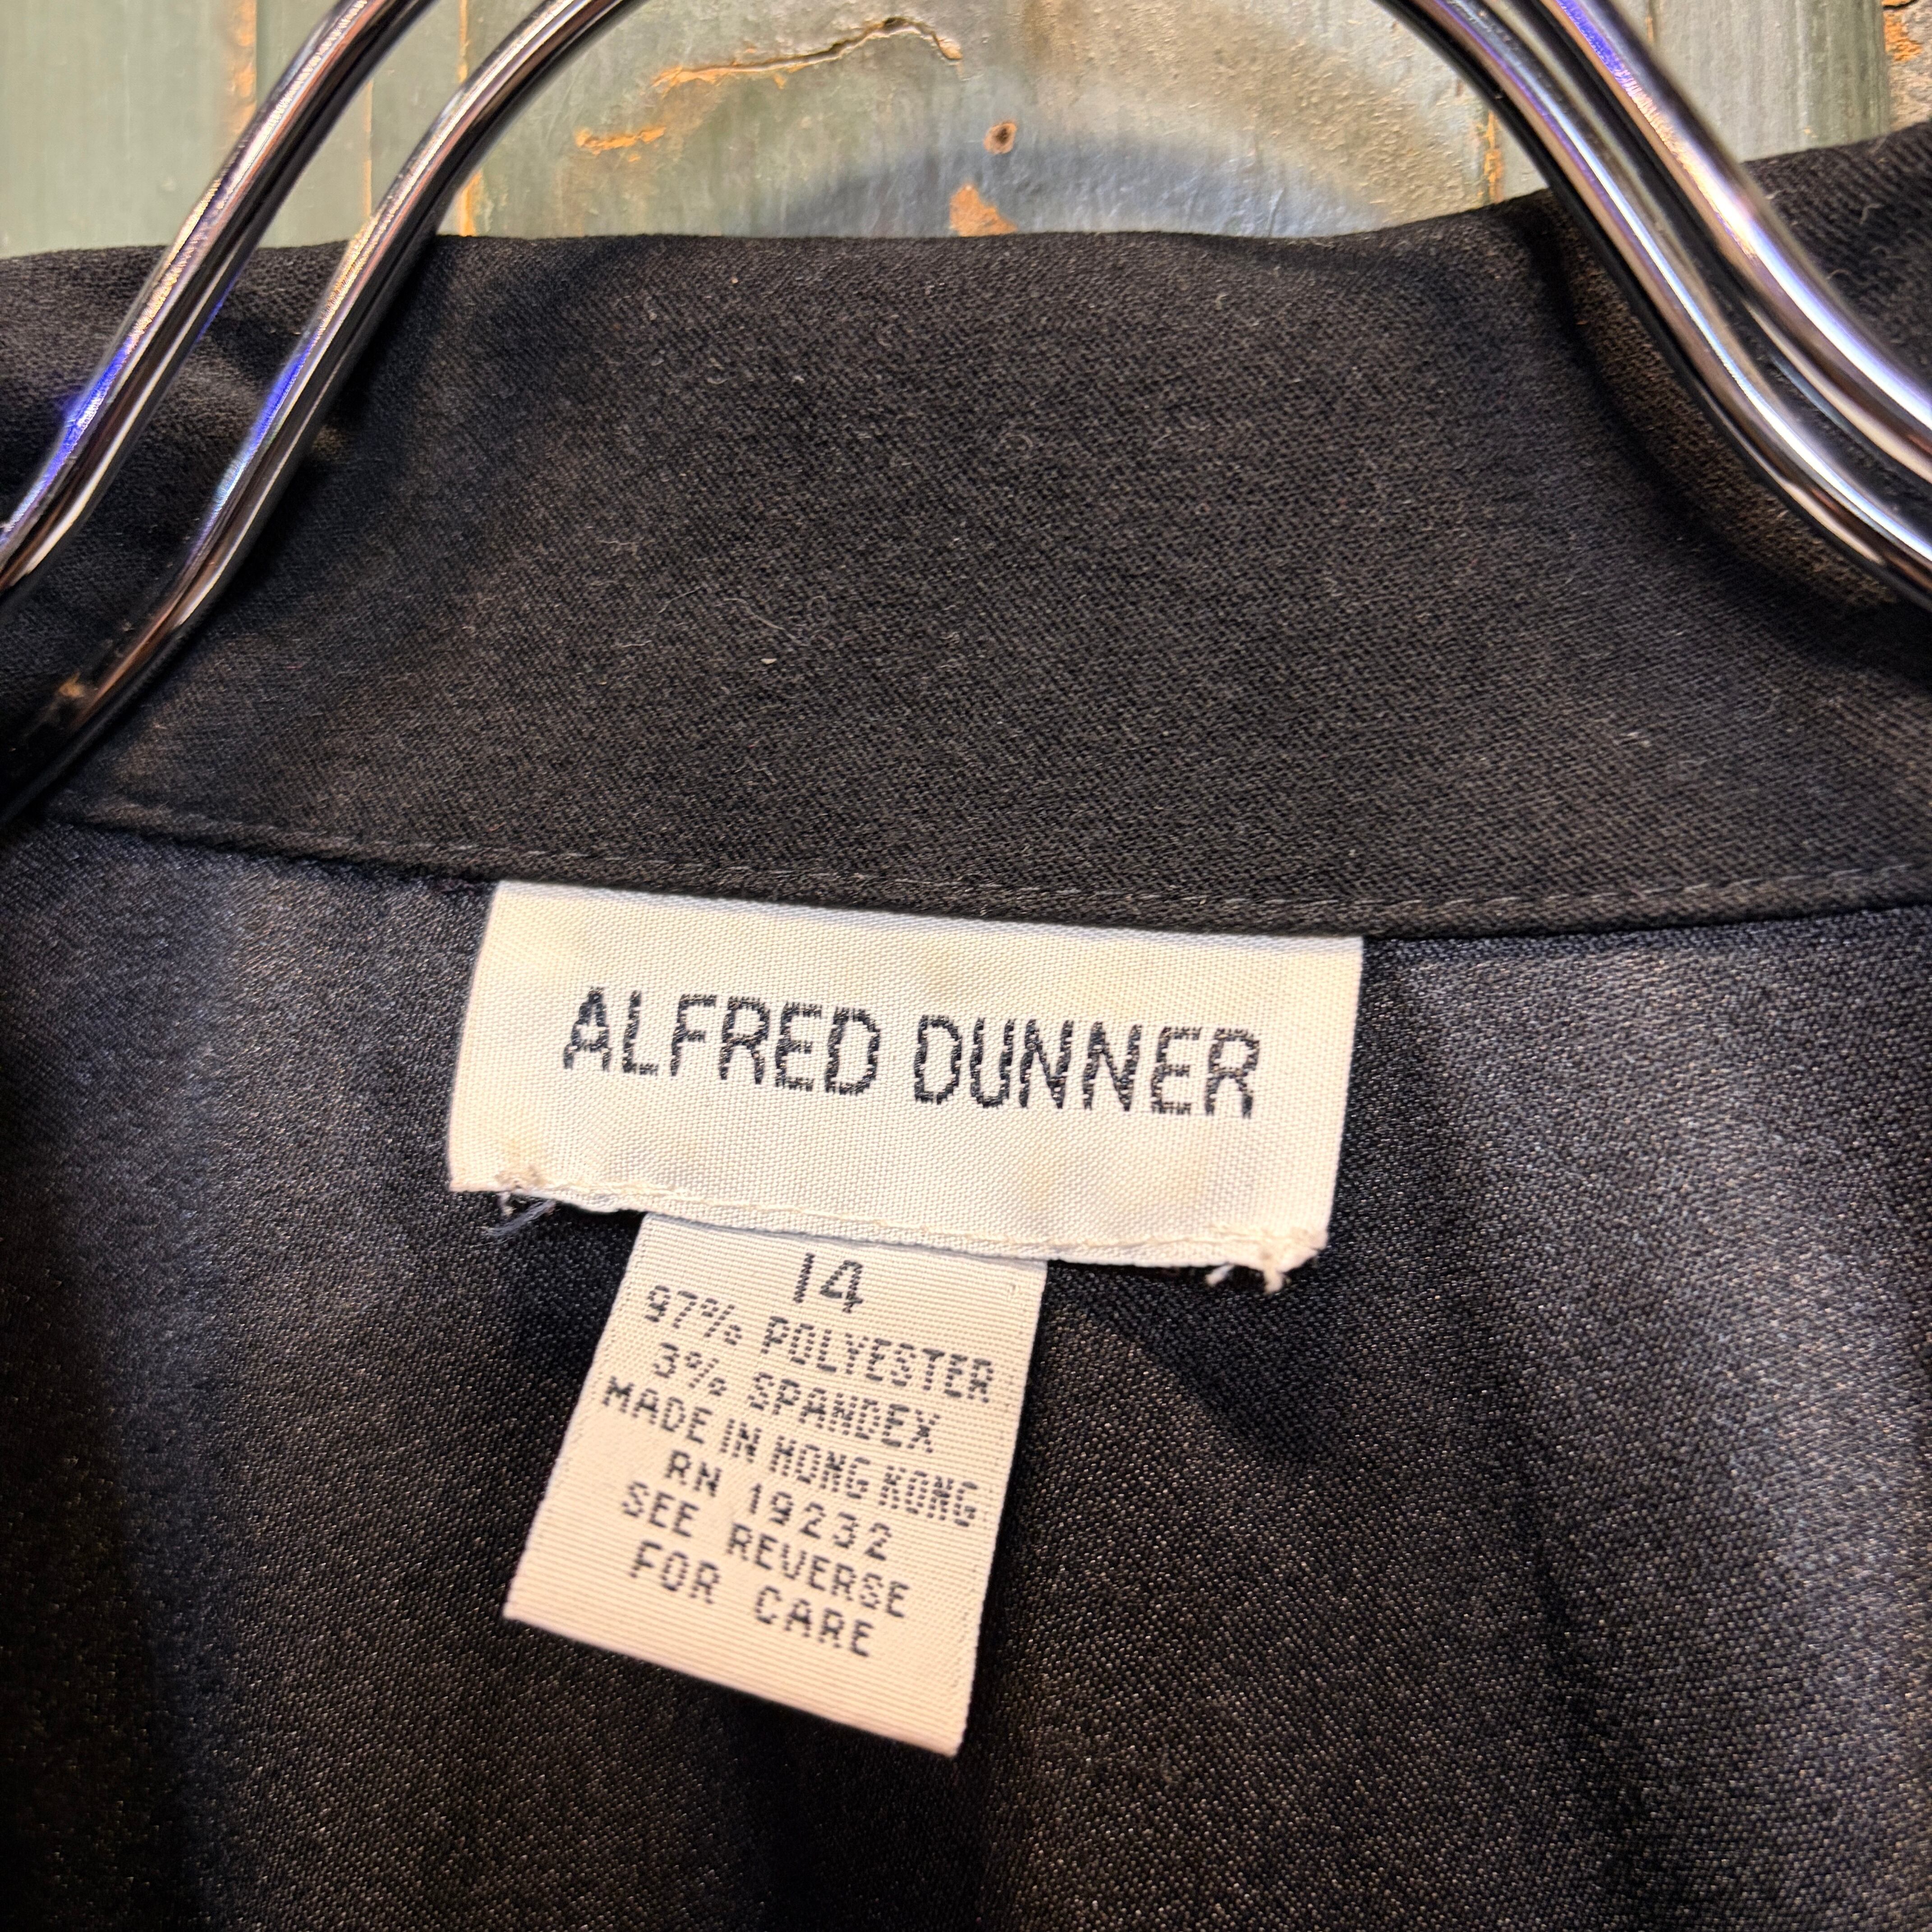 ALFRED DUNNER
14
97% POLYESTER
3% SPANDEX
MADE IN HONG KONG
RN 19232
SEE REVERSE
FOR CARE